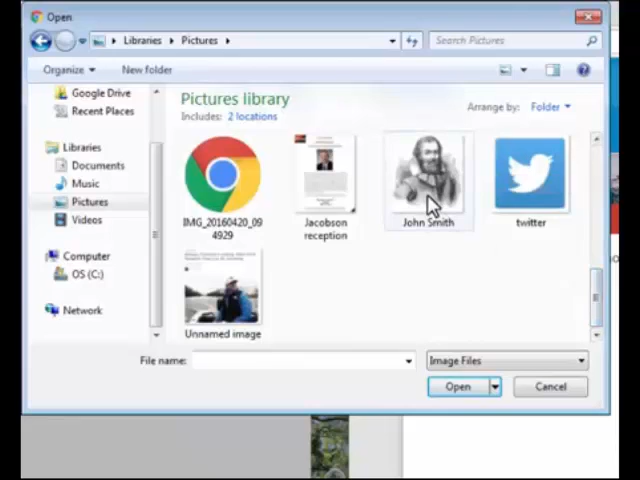 Open
Libraries
Pictures
Search Pictures
Organize
New folder
Google Drive
Recent Places
Libraries
Documents
Music
Pictures
Videos
Computer
OS (C:)
Network
Pictures library
Includes: 2 locations
Arrange by: Folder
IMG_20160420_09
4929
Jacobson
reception
John Smith
twitter
Unnamed image
File name:
Image Files
Open
Cancel